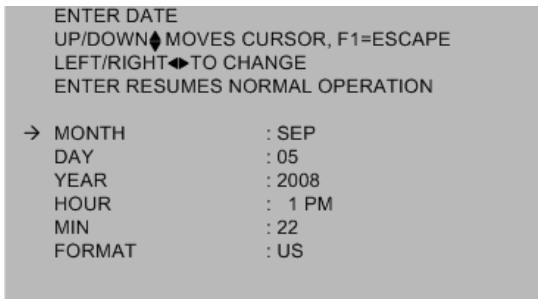 ENTER DATE
UP/DOWN♦ MOVES CURSOR, F1=ESCAPE
LEFT/RIGHT◂▸TO CHANGE
ENTER RESUMES NORMAL OPERATION
→ MONTH : SEP
DAY : 05
YEAR : 2008
HOUR : 1 PM
MIN : 22
FORMAT : US